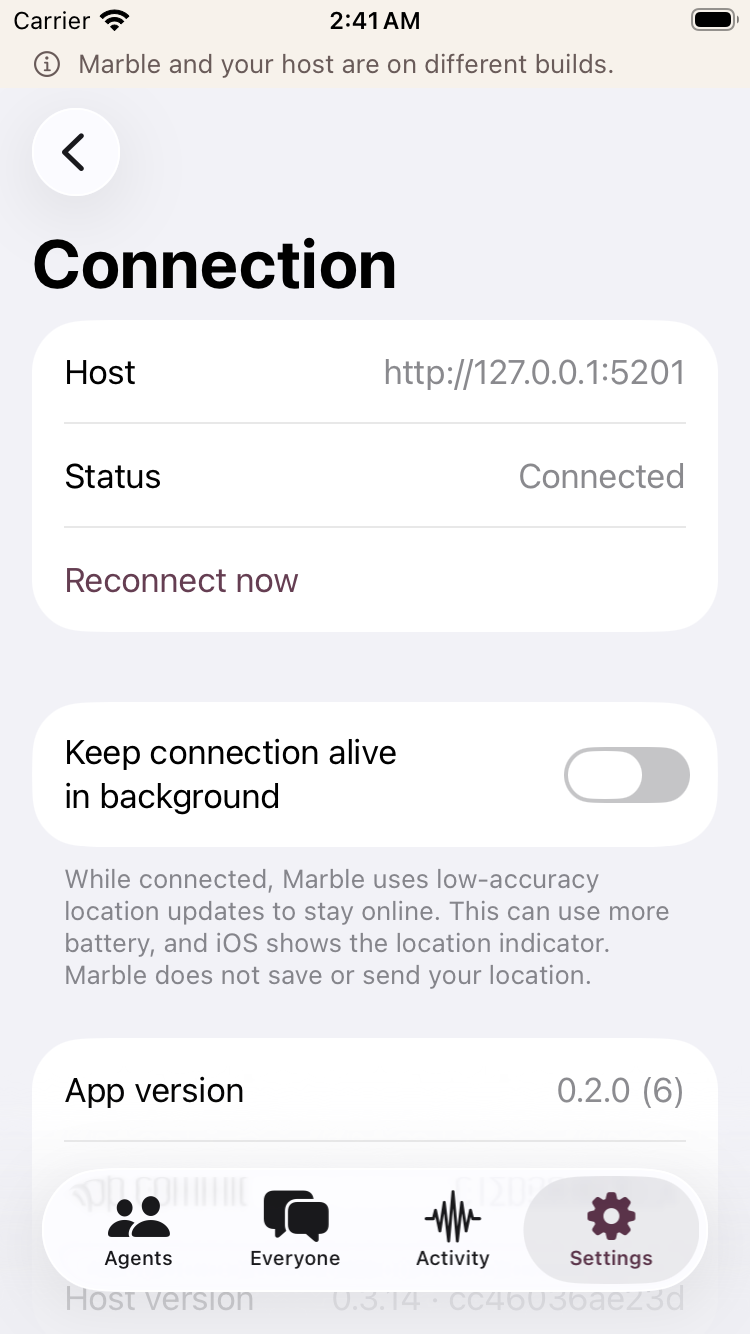 Carrier 2:41 AM
Marble and your host are on different builds.
Connection
Host http://127.0.0.1:5201
Status Connected
Reconnect now
Keep connection alive
in background
While connected, Marble uses low-accuracy
location updates to stay online. This can use more
battery, and iOS shows the location indicator.
Marble does not save or send your location.
App version 0.2.0 (6)
Agents Everyone Activity Settings
Host version 0.3.14 · cc46036ae23d